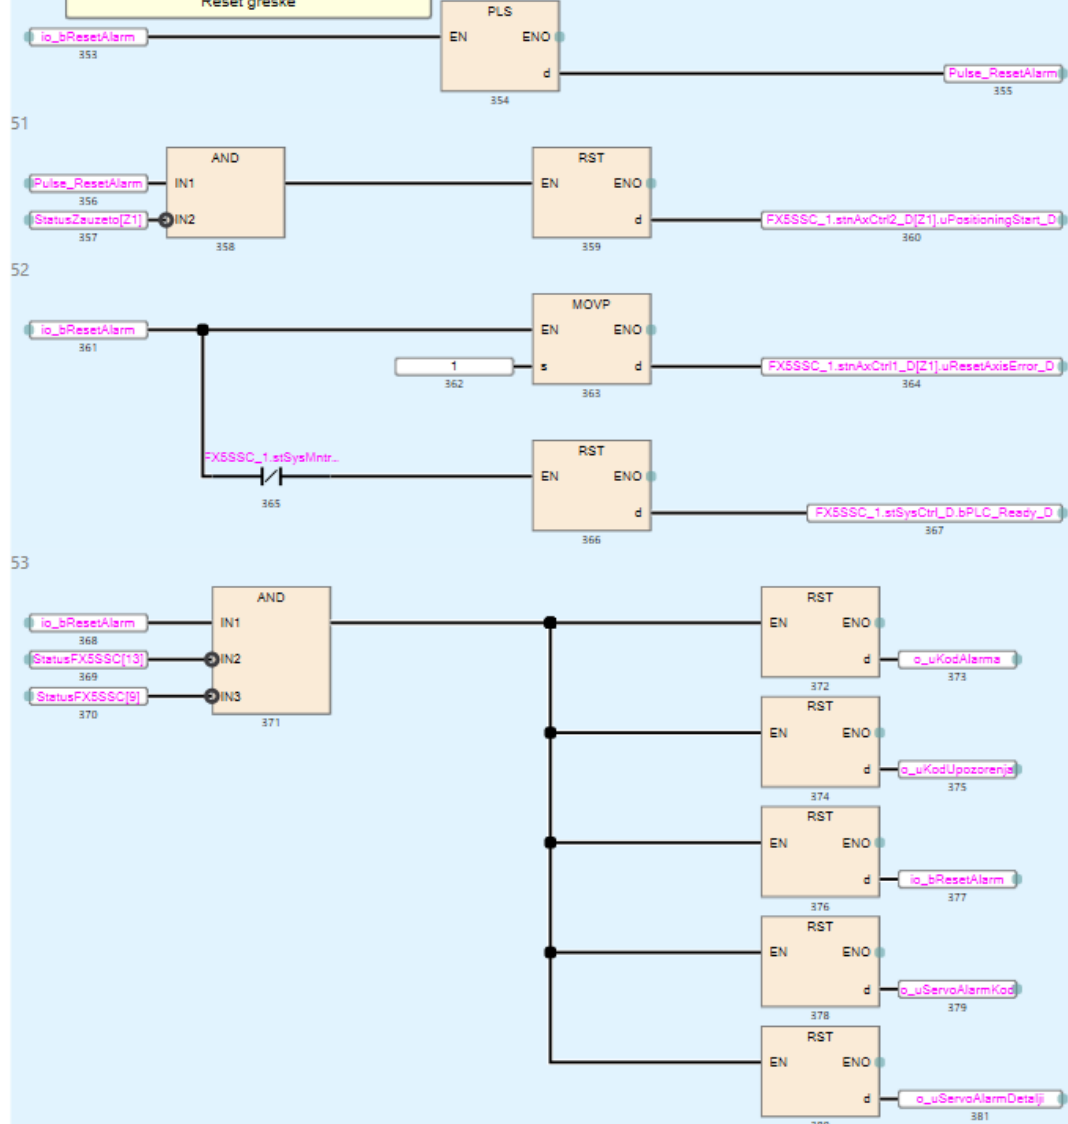 Reset greske
PLS
io_bResetAlarm
EN
ENO
353
d
Pulse_ResetAlarm
354
355
51
AND
RST
Pulse_ResetAlarm
IN1
EN
ENO
356
StatusZauzeto[Z1]
IN2
d
FX5SSC_1.stnAxCtrl2_D[Z1].uPositioningStart_D
357
358
359
360
52
MOVP
io_bResetAlarm
EN
ENO
361
1
s
d
FX5SSC_1.stnAxCtrl1_D[Z1].uResetAxisError_D
362
363
364
RST
FX5SSC_1.stSysMntr...
EN
ENO
365
d
FX5SSC_1.stSysCtrl_D.bPLC_Ready_D
366
367
53
AND
RST
io_bResetAlarm
IN1
EN
ENO
368
StatusFX5SSC[13]
IN2
d
o_uKodAlarma
369
372
373
StatusFX5SSC[9]
IN3
370
371
RST
EN
ENO
d
o_uKodUpozorenja
374
375
RST
EN
ENO
d
io_bResetAlarm
376
377
RST
EN
ENO
d
o_uServoAlarmKod
378
379
RST
EN
ENO
d
o_uServoAlarmDetalji
381